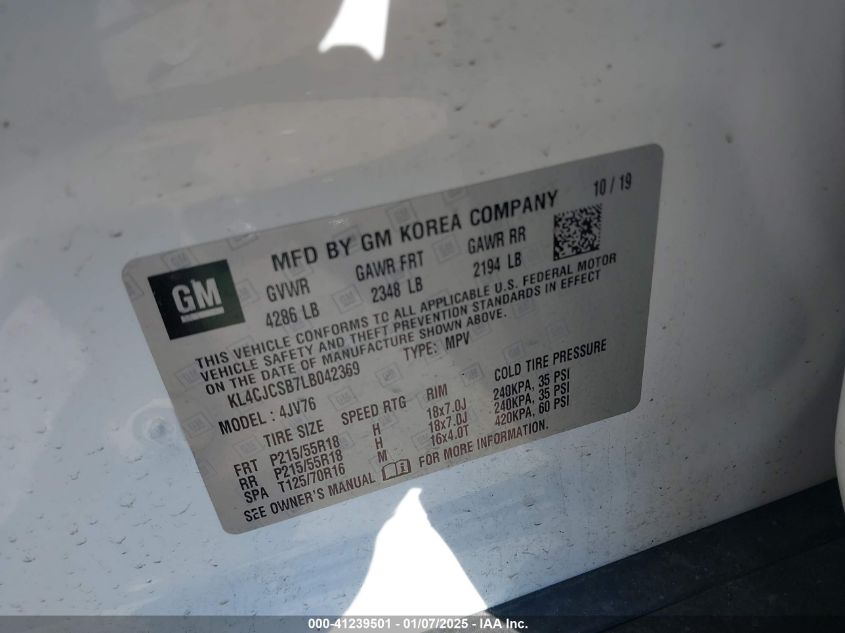 10 / 19
MFD BY GM KOREA COMPANY
GM
GVWR GAWR FRT GAWR RR
4286 LB 2348 LB 2194 LB
THIS VEHICLE CONFORMS TO ALL APPLICABLE U.S. FEDERAL MOTOR
VEHICLE SAFETY AND THEFT PREVENTION STANDARDS IN EFFECT
ON THE DATE OF MANUFACTURE SHOWN ABOVE.
KL4CJCSB7LB042369 TYPE: MPV
MODEL: 4JV76
TIRE SIZE SPEED RTG RIM COLD TIRE PRESSURE
FRT P215/55R18 H 18x7.0J 240KPA, 35 PSI
RR P215/55R18 H 18x7.0J 240KPA, 35 PSI
SPA T125/70R16 M 16x4.0T 420KPA, 60 PSI
SEE OWNER'S MANUAL FOR MORE INFORMATION.
000-41239501 - 01/07/2025 - IAA Inc.